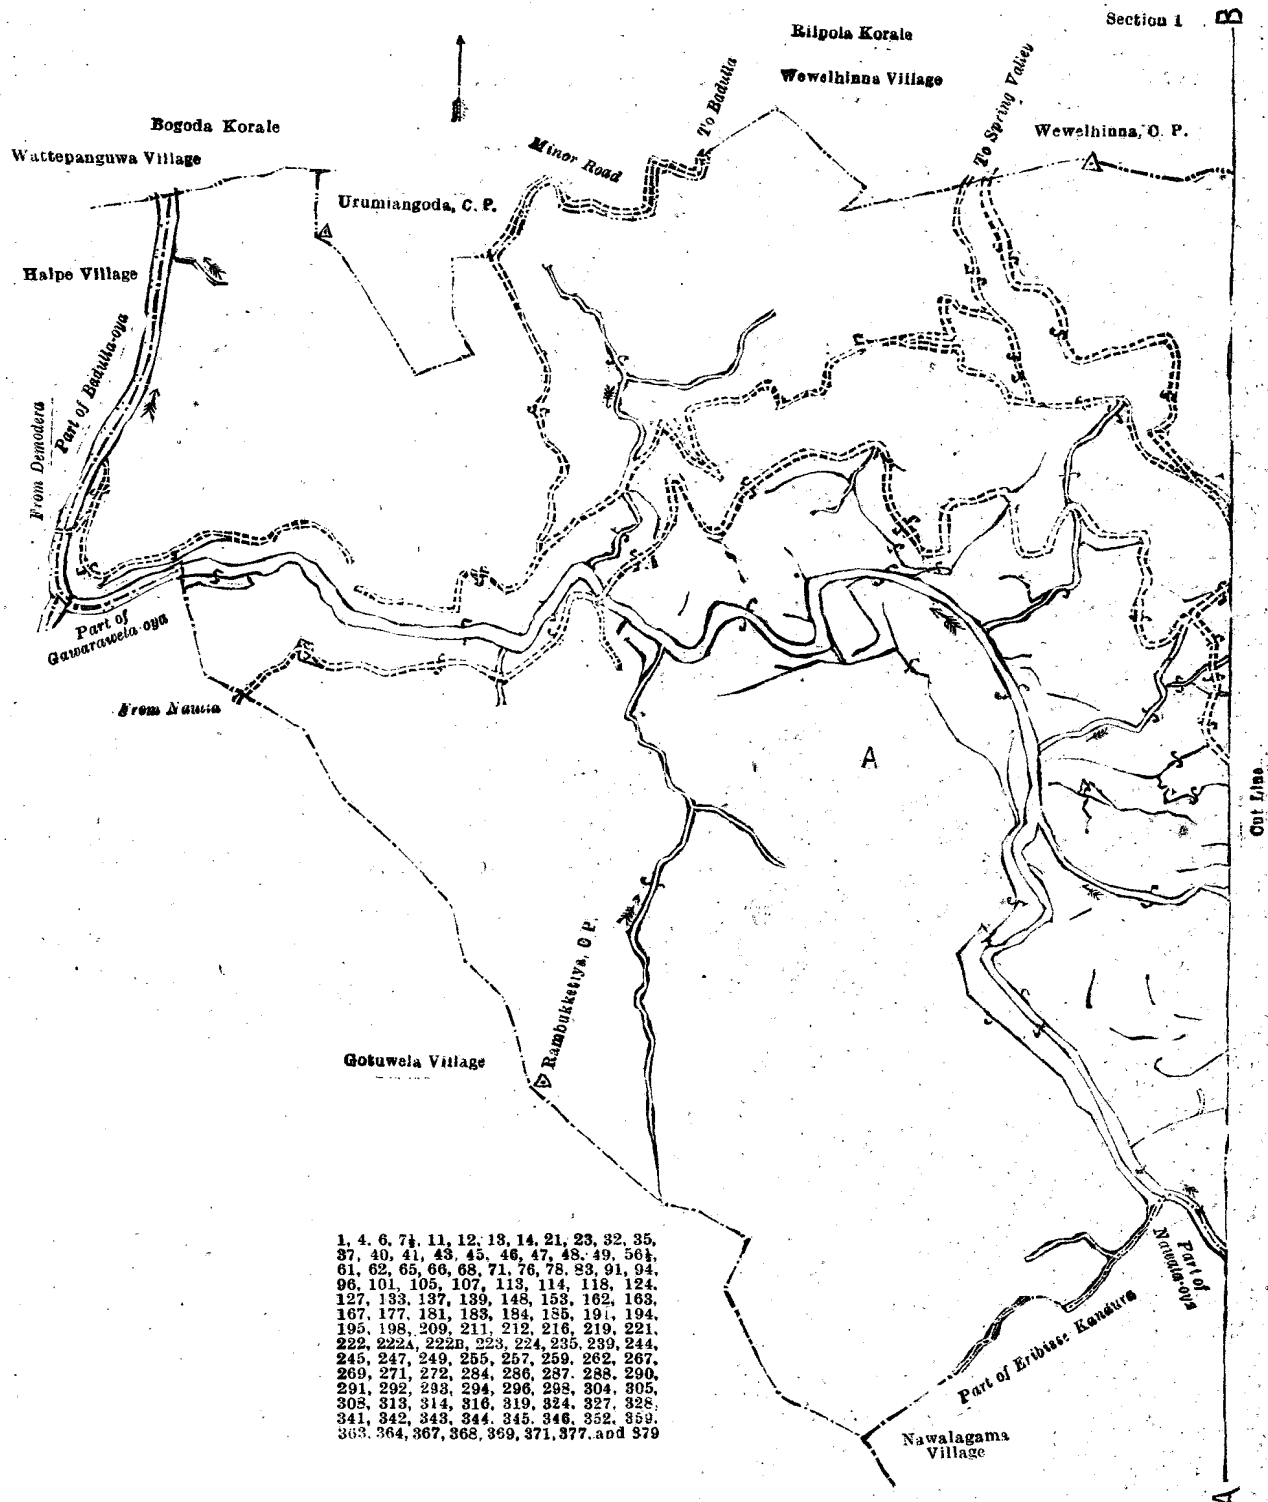 Section 1
B
Rilpola Korale
Wewelhinna Village
To Badulla
To Spring Valley
Wewelhinna, C. P.
Bogoda Korale
Wattepanguwa Village
Minor Road
Urumiangoda, C. P.
Halpe Village
Part of Badulla-oya
From Demodera
Part of
Gawarawela-oya
From Nawela
A
Cut Line
Rambukketiya, C P.
Gotuwela Village
1, 4, 6, 7½, 11, 12, 13, 14, 21, 23, 32, 35,
37, 40, 41, 43, 45, 46, 47, 48, 49, 56½,
61, 62, 65, 66, 68, 71, 76, 78, 83, 91, 94,
96, 101, 105, 107, 113, 114, 118, 124,
127, 133, 137, 139, 148, 153, 162, 163,
167, 177, 181, 183, 184, 185, 191, 194,
195, 198, 209, 211, 212, 216, 219, 221,
222, 222A, 222B, 223, 224, 235, 239, 244,
245, 247, 249, 255, 257, 259, 262, 267,
269, 271, 272, 284, 286, 287, 288, 290,
291, 292, 293, 294, 296, 298, 304, 305,
308, 313, 314, 316, 319, 324, 327, 328,
341, 342, 343, 344, 345, 346, 352, 359,
363, 364, 367, 368, 369, 371, 377, and 379
Part of
Nawala-oya
Part of Eribisse Kandura
Nawalagama
Village
A